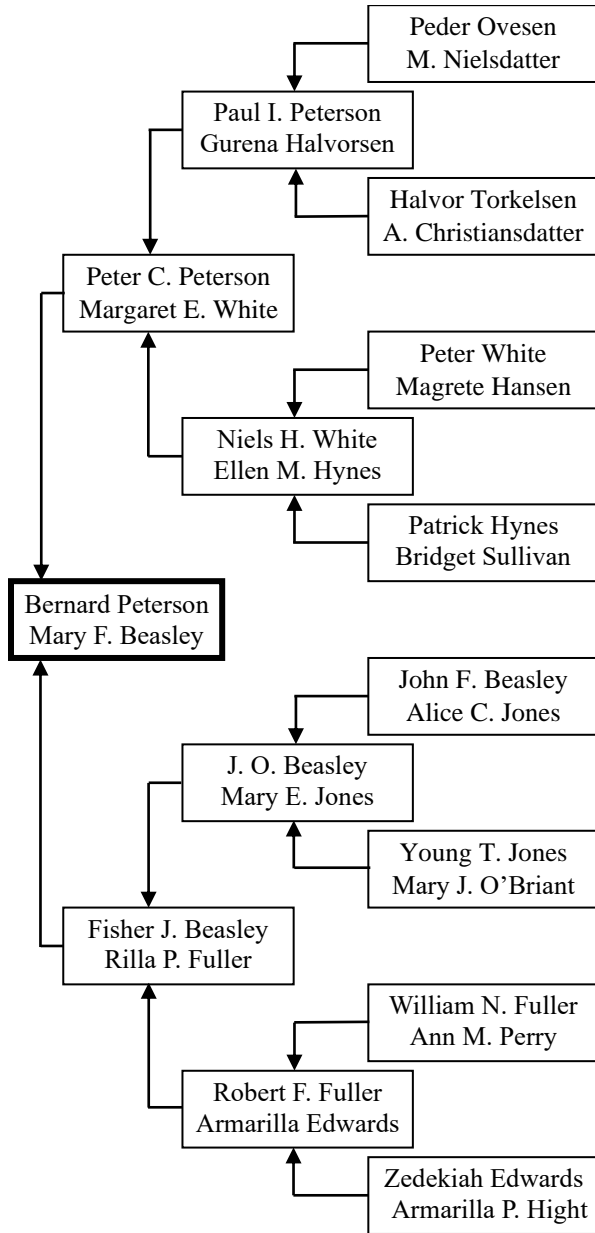 Peder Ovesen
M. Nielsdatter
Paul I. Peterson
Gurena Halvorsen
Halvor Torkelsen
A. Christiansdatter
Peter C. Peterson
Margaret E. White
Peter White
Magrete Hansen
Niels H. White
Ellen M. Hynes
Patrick Hynes
Bridget Sullivan
Bernard Peterson
Mary F. Beasley
John F. Beasley
Alice C. Jones
J. O. Beasley
Mary E. Jones
Young T. Jones
Mary J. O’Briant
Fisher J. Beasley
Rilla P. Fuller
William N. Fuller
Ann M. Perry
Robert F. Fuller
Armarilla Edwards
Zedekiah Edwards
Armarilla P. Hight